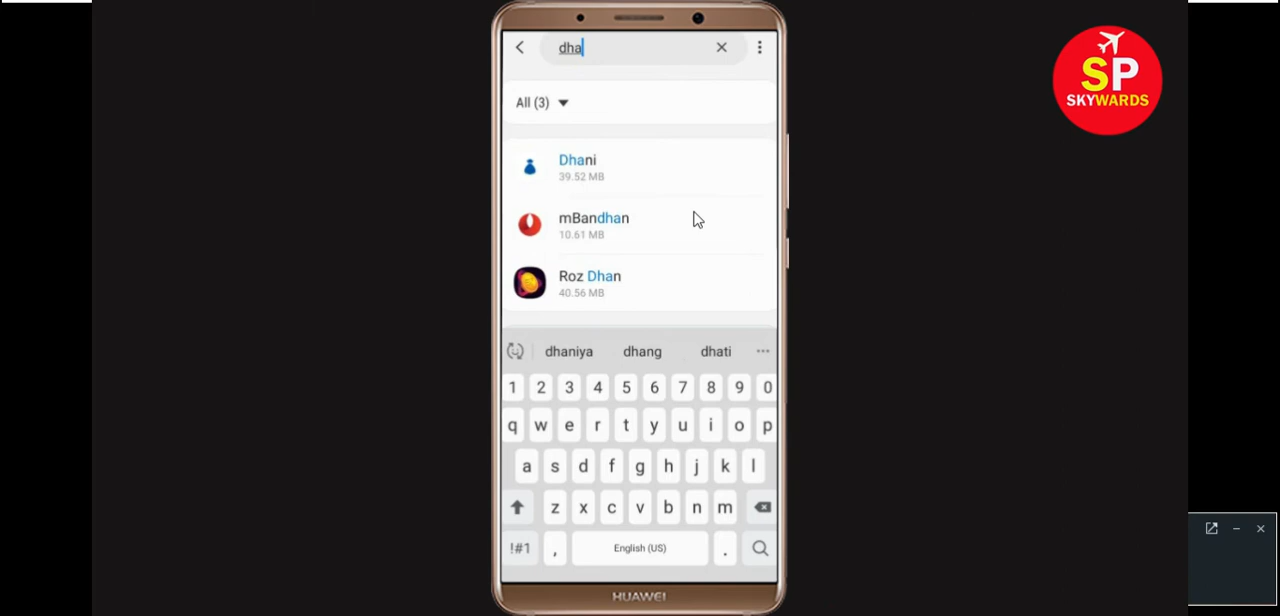 dha
All (3)
Dhani
39.52 MB
mBandhan
10.61 MB
Roz Dhan
40.56 MB
dhaniya dhang dhati ...
1 2 3 4 5 6 7 8 9 0
q w e r t y u i o p
a s d f g h j k l
z x c v b n m
!#1 , English (US) .
HUAWEI
SP
SKYWARDS